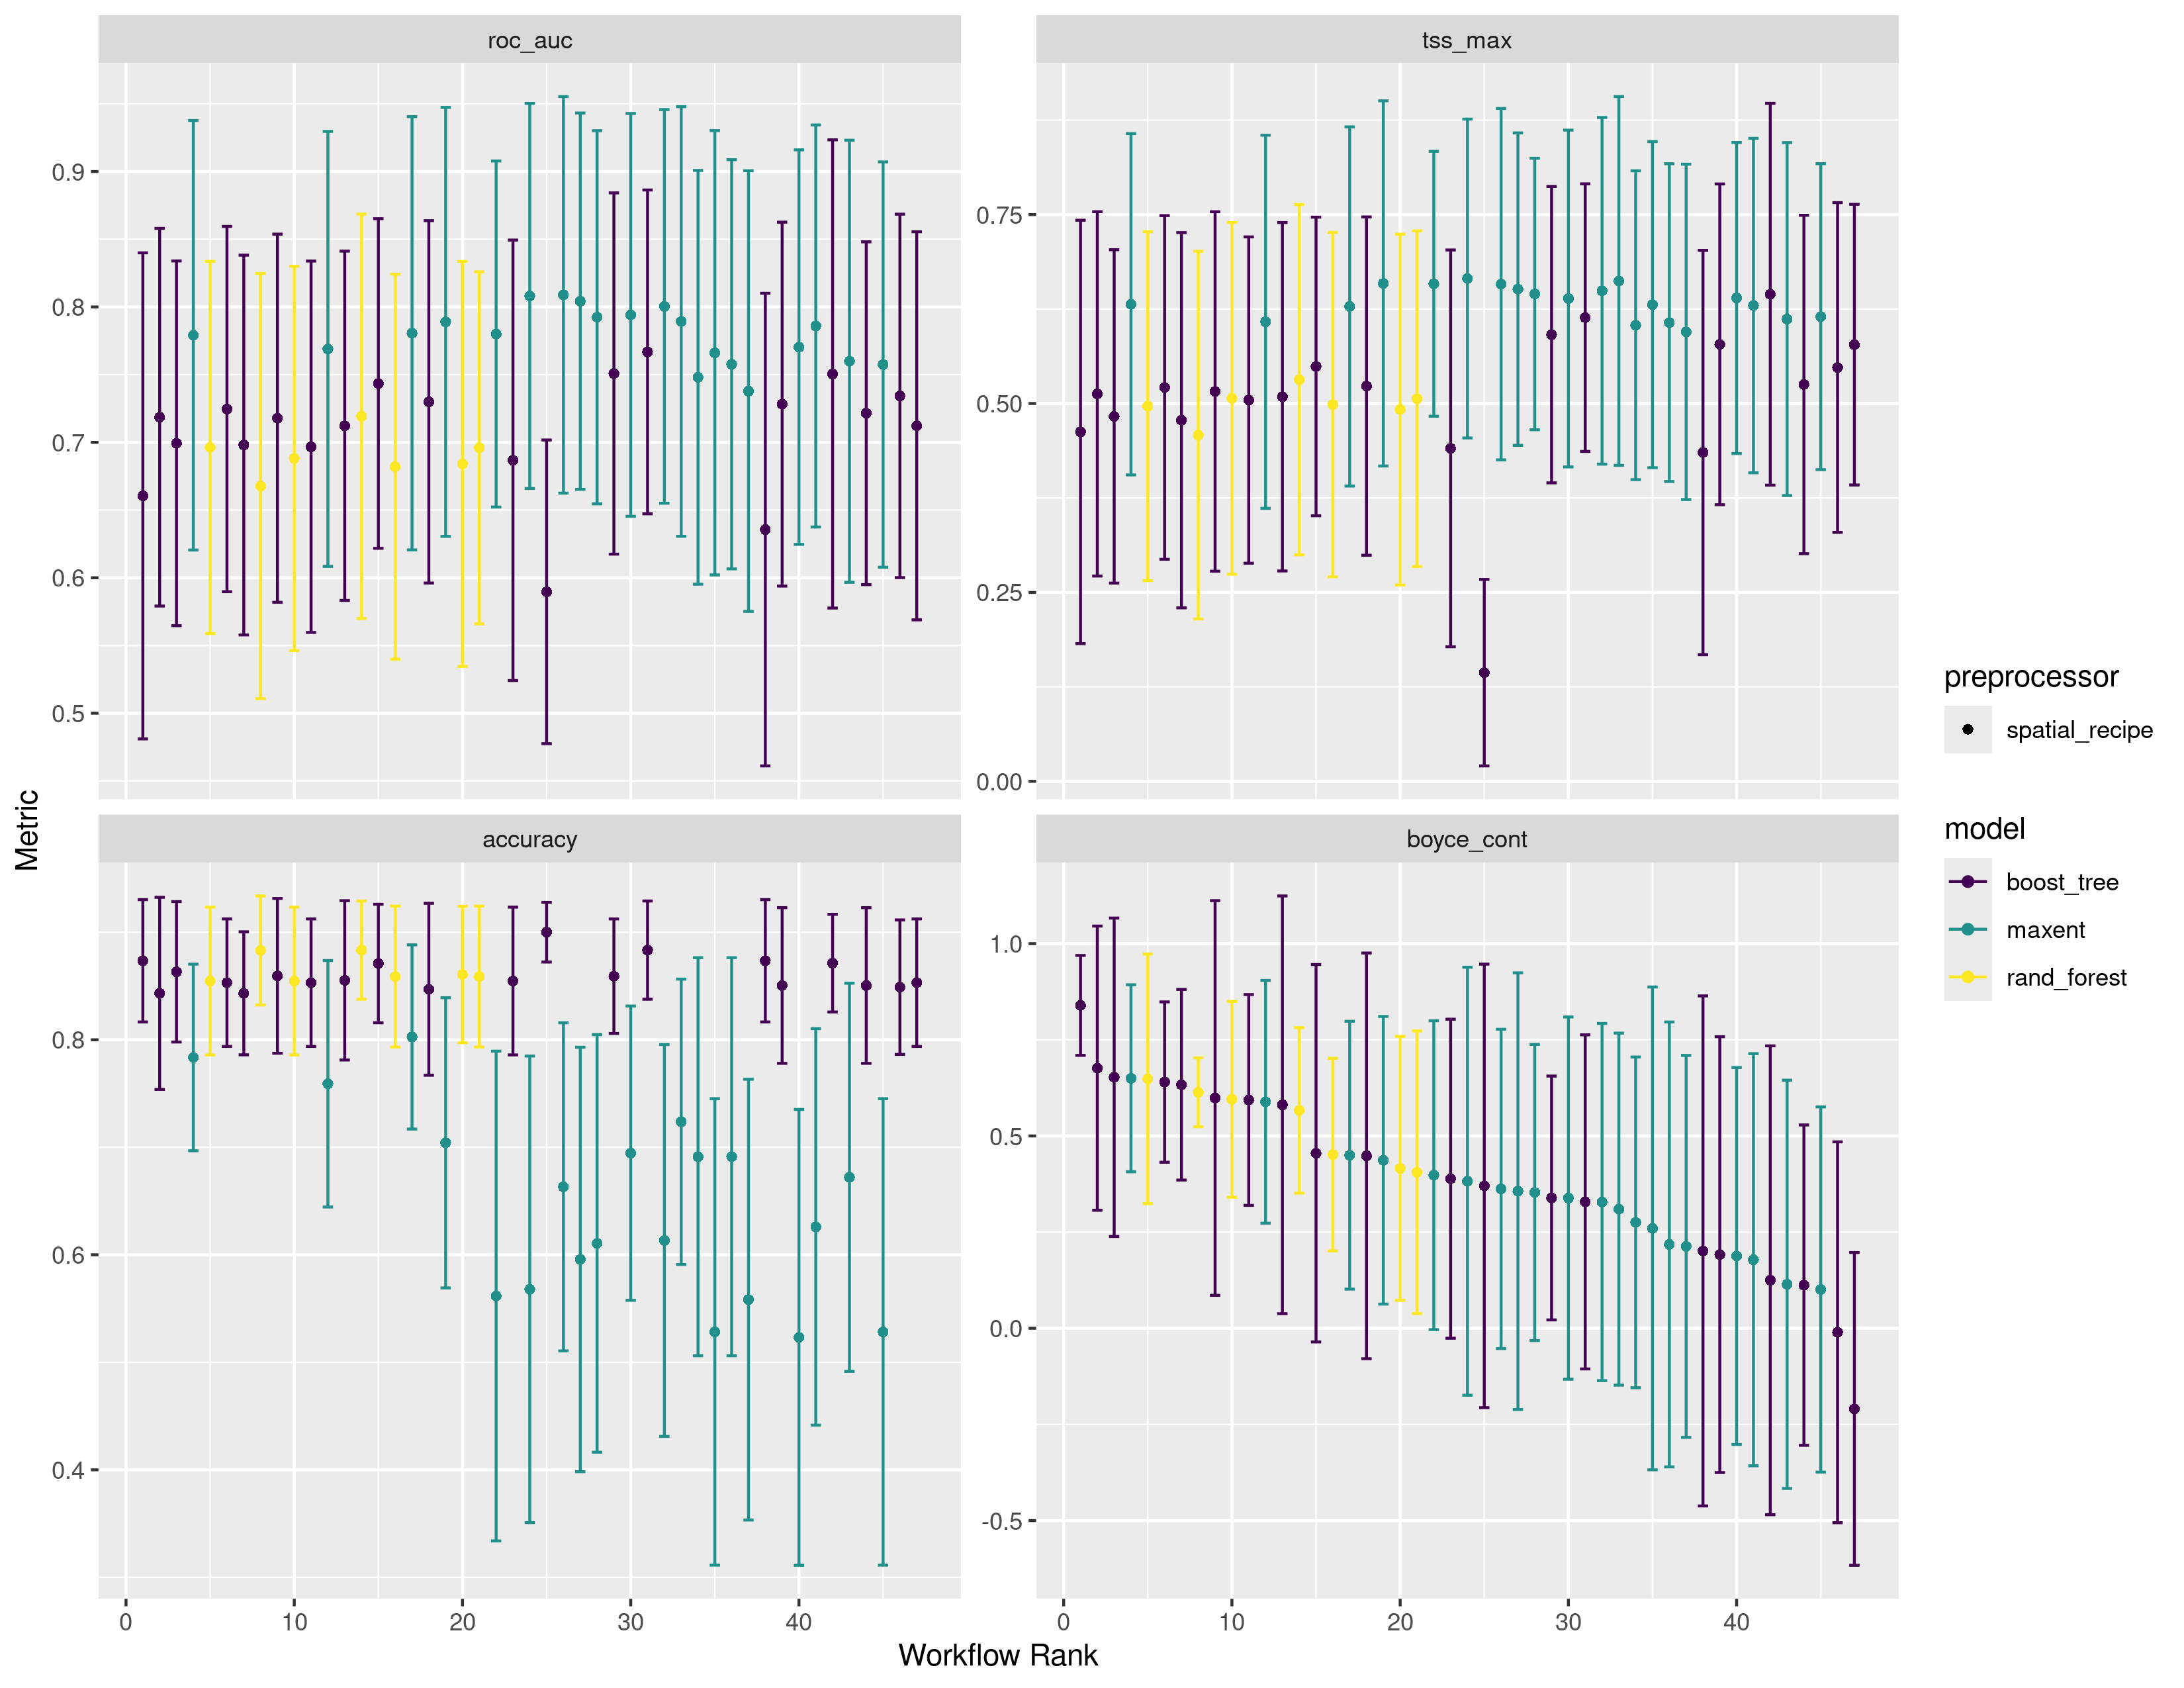 roc_auc
tss_max
0.9
0.8
0.7
0.6
0.5
0.75
0.50
0.25
0.00
accuracy
boyce_cont
0.8
0.6
0.4
1.0
0.5
0.0
-0.5
0 10 20 30 40
0 10 20 30 40
Workflow Rank
Metric
preprocessor
spatial_recipe
model
boost_tree
maxent
rand_forest